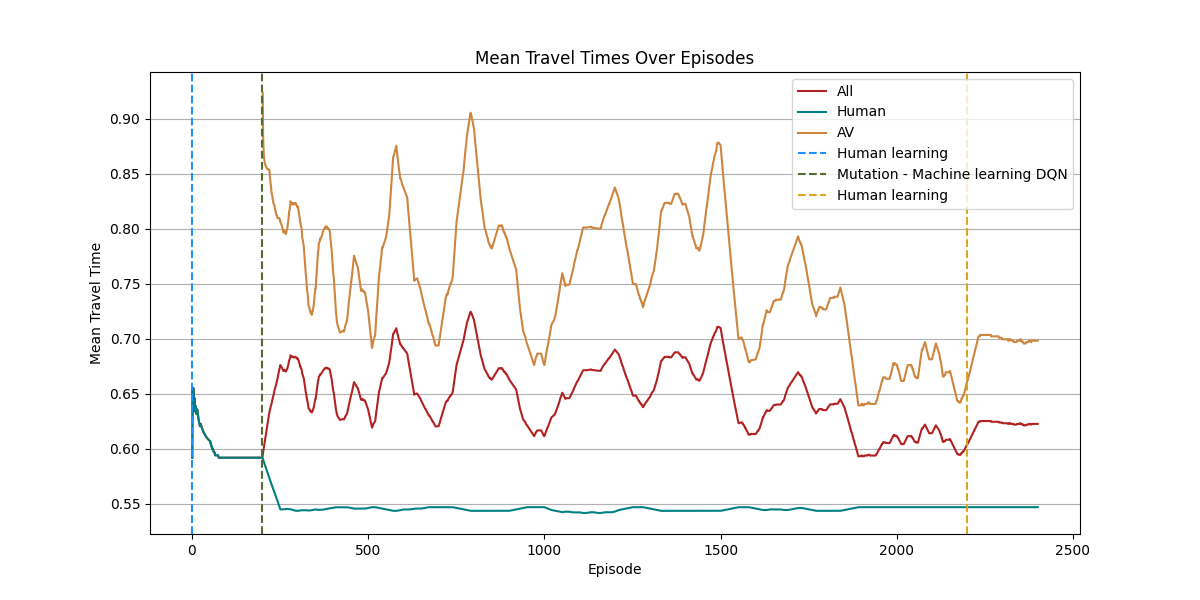 Mean Travel Times Over Episodes
All
Human
AV
Human learning
Mutation - Machine learning DQN
Human learning
Mean Travel Time
0.90
0.85
0.80
0.75
0.70
0.65
0.60
0.55
0
500
1000
1500
2000
2500
Episode